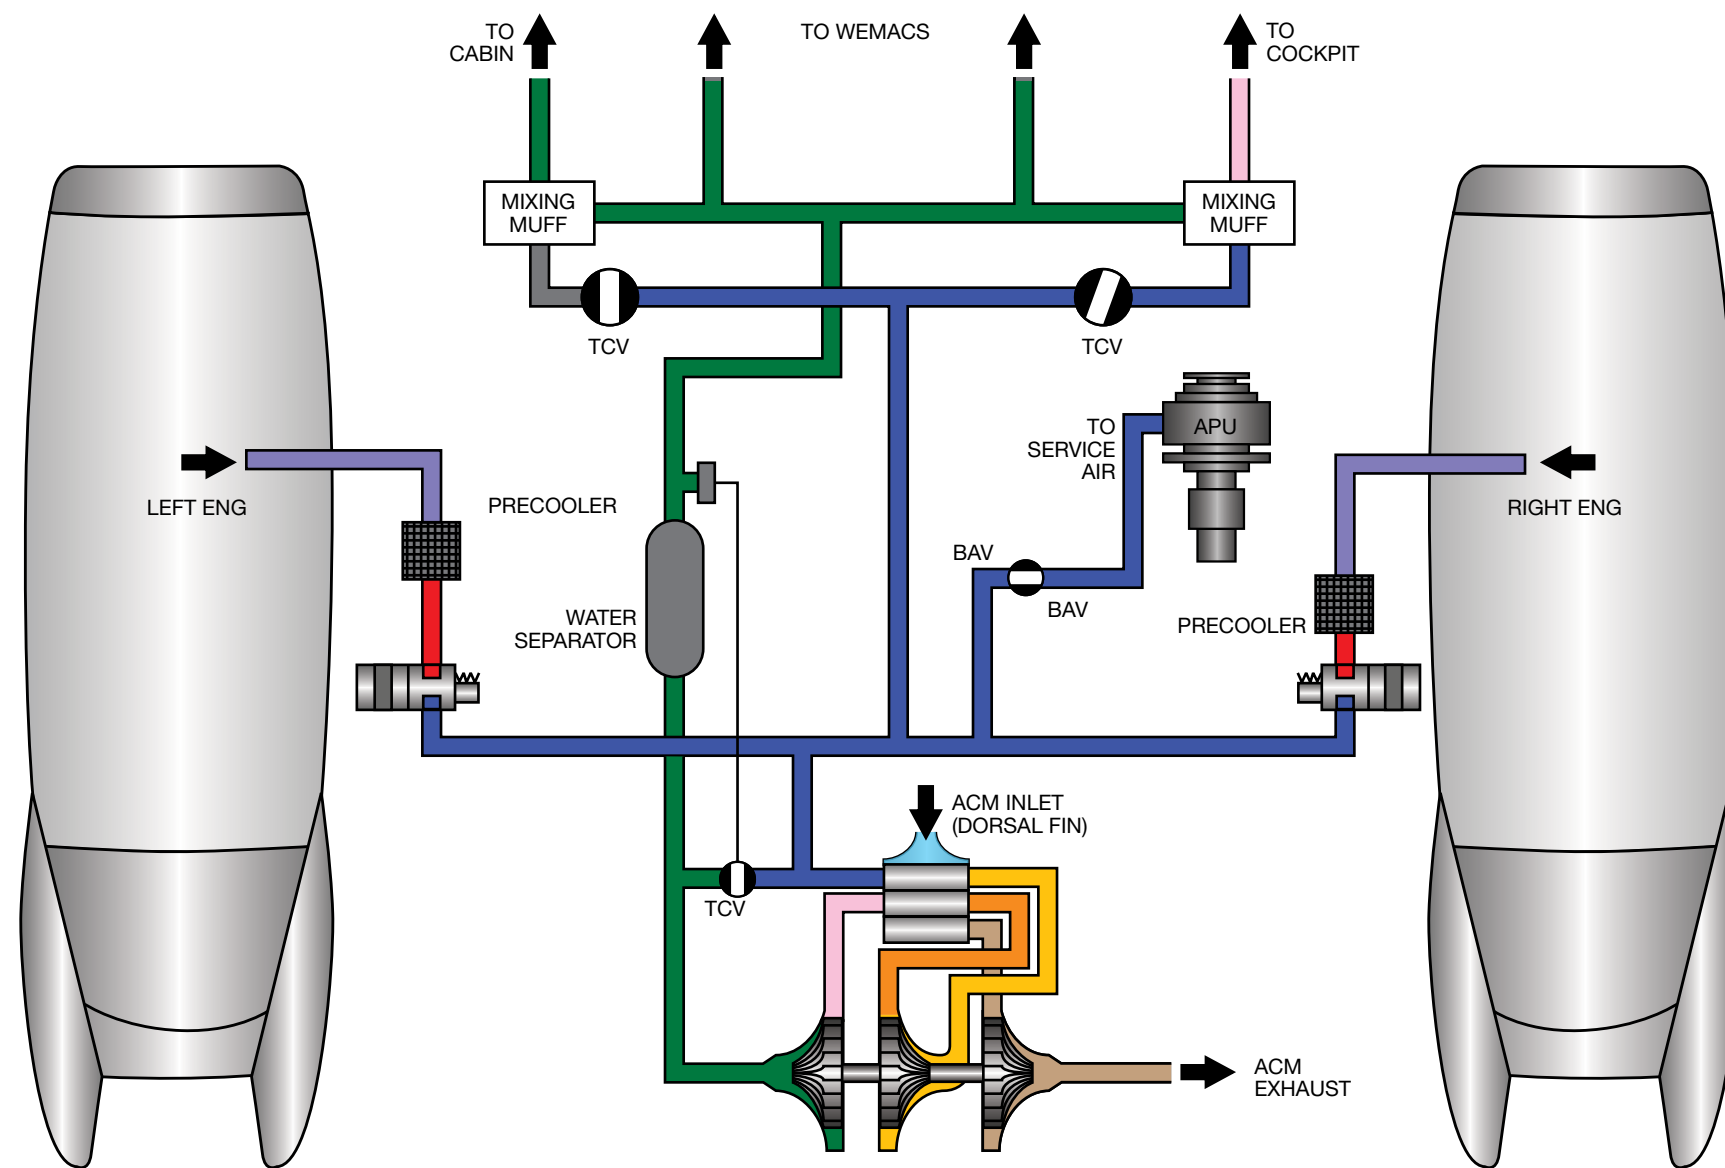 TO
CABIN
TO WEMACS
TO
COCKPIT
MIXING
MUFF
MIXING
MUFF
TCV
TCV
TO
SERVICE
AIR
APU
LEFT ENG
PRECOOLER
RIGHT ENG
BAV
BAV
WATER
SEPARATOR
PRECOOLER
ACM INLET
(DORSAL FIN)
TCV
ACM
EXHAUST